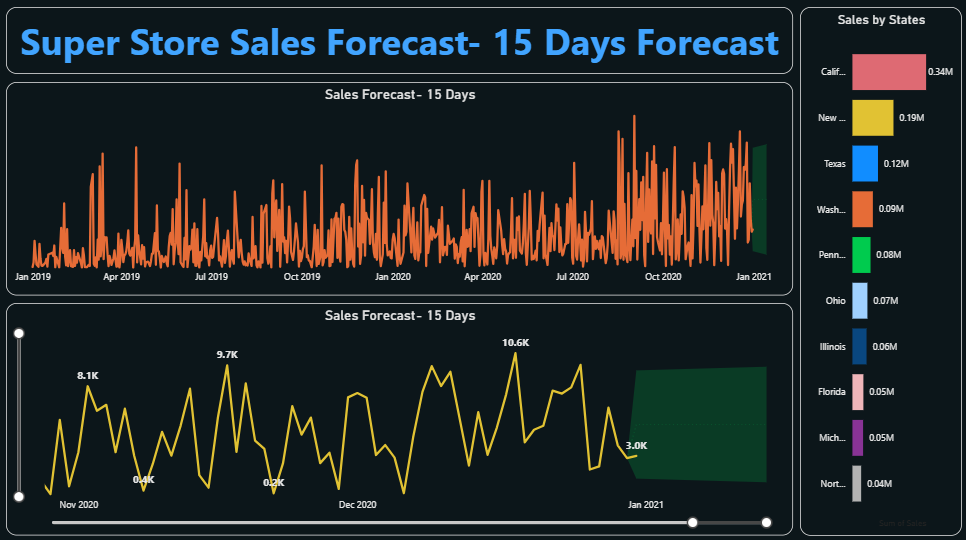 Super Store Sales Forecast- 15 Days Forecast
Sales Forecast- 15 Days
Jan 2019
Apr 2019
Jul 2019
Oct 2019
Jan 2020
Apr 2020
Jul 2020
Oct 2020
Jan 2021
Sales Forecast- 15 Days
8.1K
0.4K
9.7K
0.2K
10.6K
3.0K
Nov 2020
Dec 2020
Jan 2021
Sales by States
Calif... 0.34M
New ... 0.19M
Texas 0.12M
Wash... 0.09M
Penn... 0.08M
Ohio 0.07M
Illinois 0.06M
Florida 0.05M
Mich... 0.05M
Nort... 0.04M
Sum of Sales